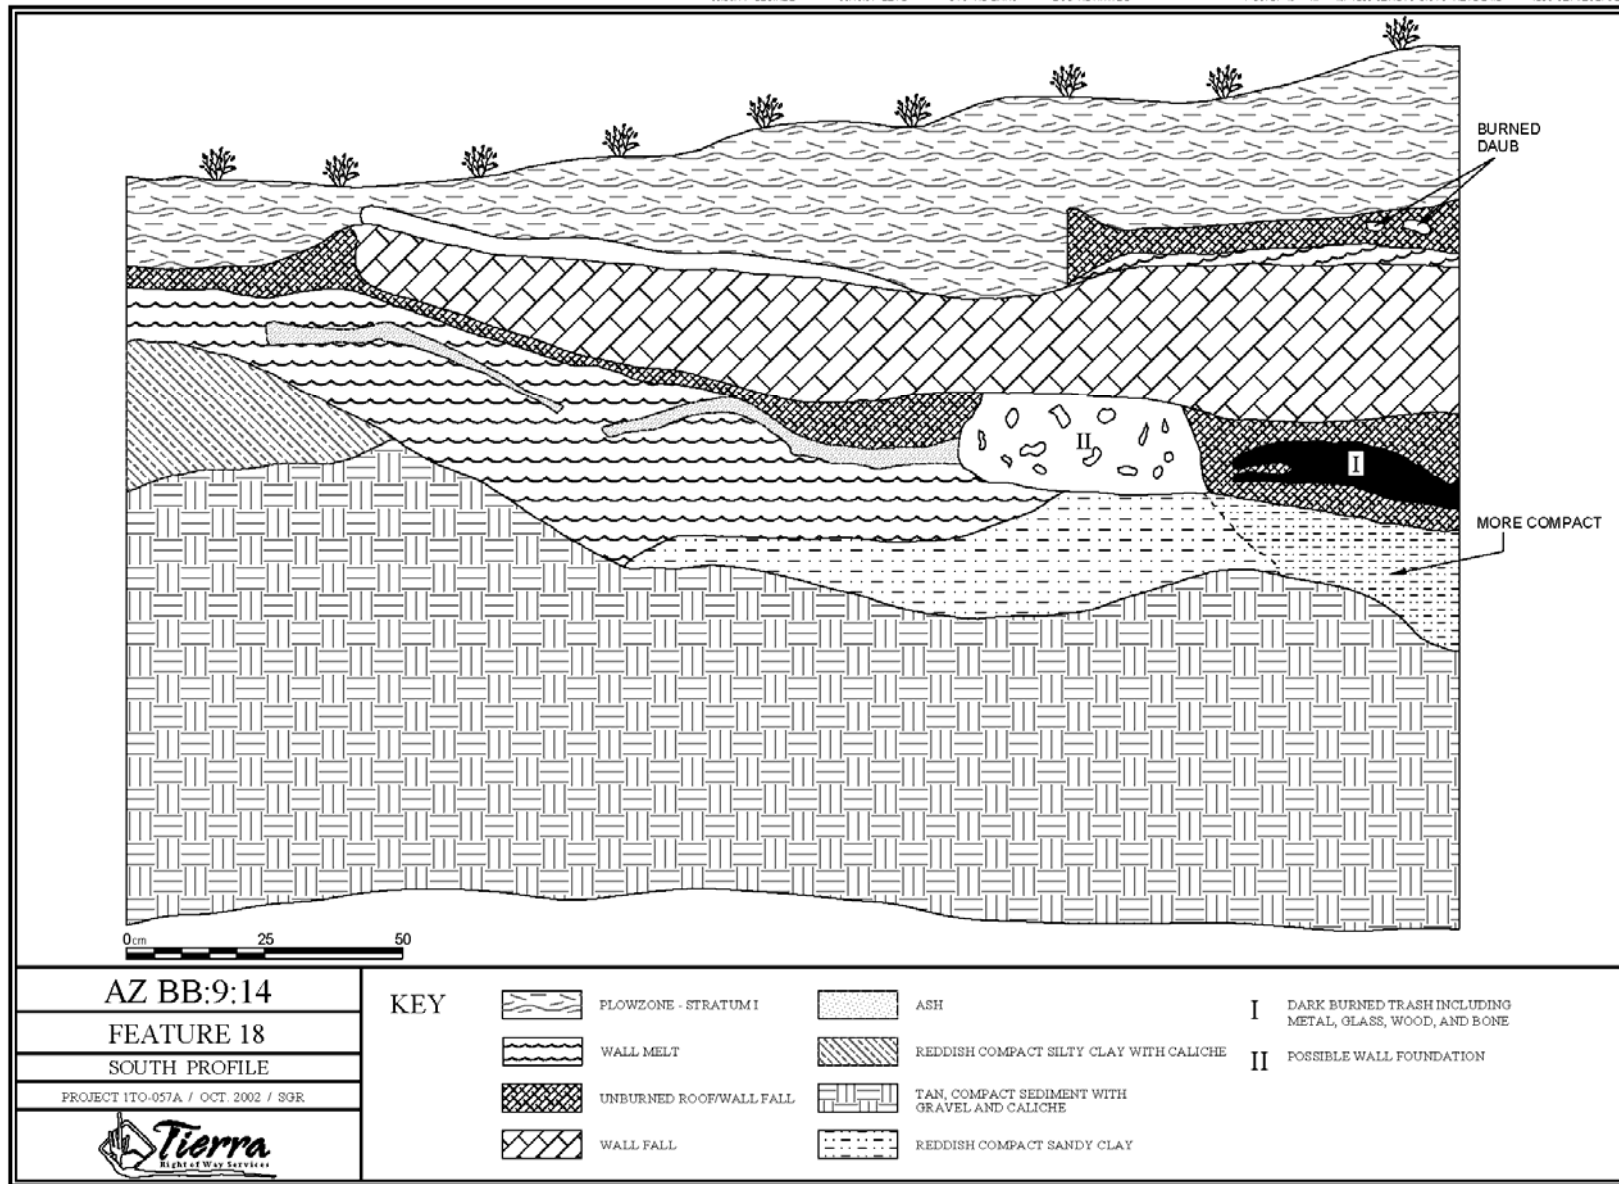 BURNED
DAUB
II
I
MORE COMPACT
0cm 25 50
AZ BB:9:14
FEATURE 18
SOUTH PROFILE
PROJECT 1TO-057A / OCT. 2002 / SGR
Tierra
Right of Way Services
KEY
PLOWZONE - STRATUM I
WALL MELT
UNBURNED ROOF/WALL FALL
WALL FALL
ASH
REDDISH COMPACT SILTY CLAY WITH CALICHE
TAN, COMPACT SEDIMENT WITH
GRAVEL AND CALICHE
REDDISH COMPACT SANDY CLAY
I DARK BURNED TRASH INCLUDING
METAL, GLASS, WOOD, AND BONE
II POSSIBLE WALL FOUNDATION